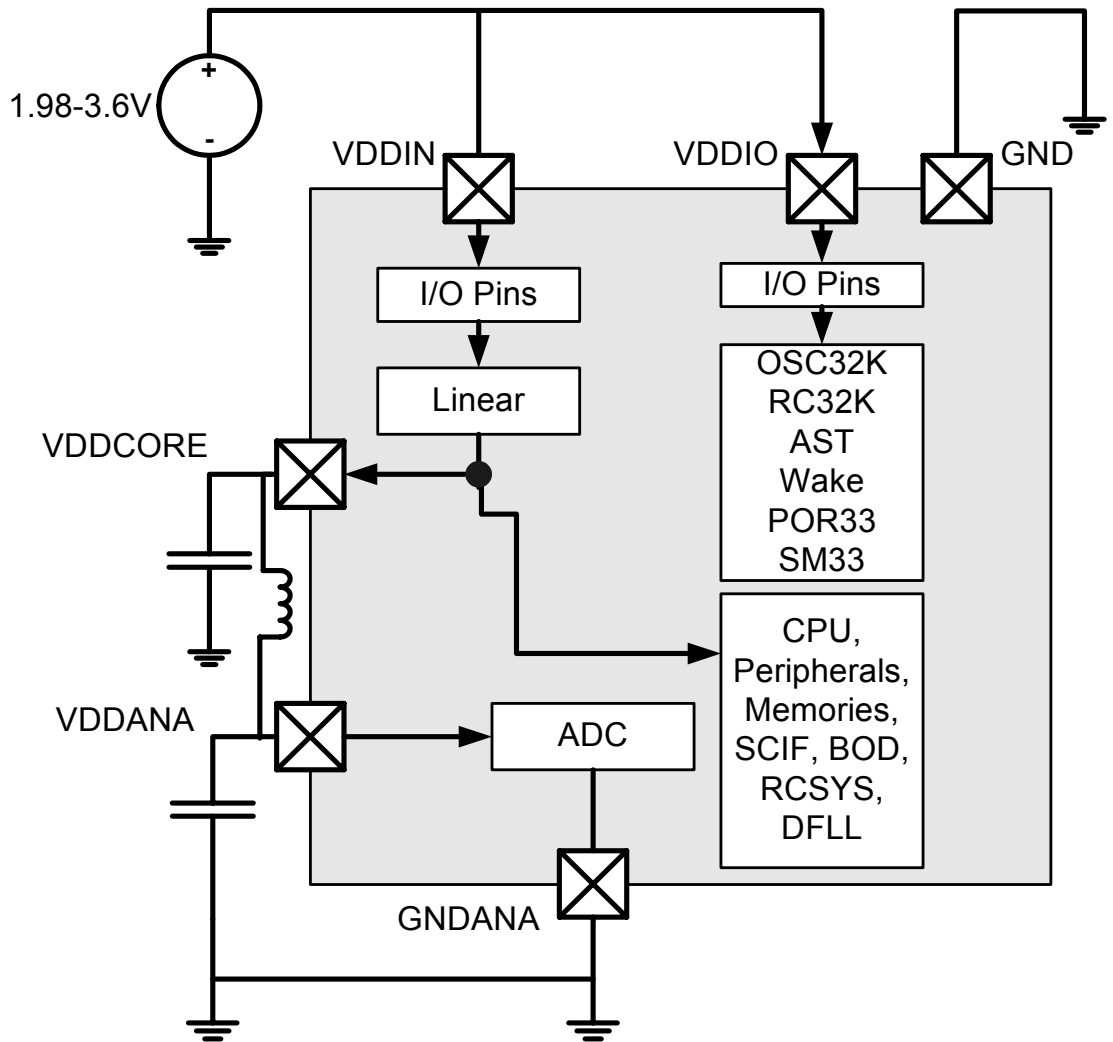 +
1.98-3.6V
-
VDDIN
VDDIO
GND
I/O Pins
I/O Pins
Linear
OSC32K
RC32K
AST
Wake
POR33
SM33
VDDCORE
CPU,
Peripherals,
Memories,
SCIF, BOD,
RCSYS,
DFLL
VDDANA
ADC
GNDANA